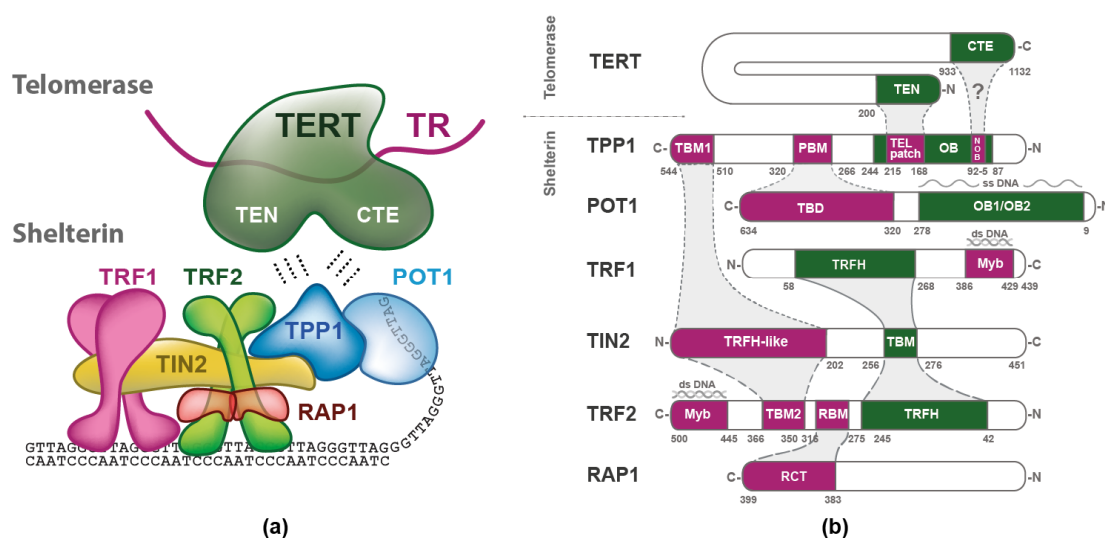 Telomerase
TERT
TR
TEN
CTE
Shelterin
TRF1
TRF2
POT1
TPP1
TIN2
RAP1
GTTAGGGTTAG
GTTAGGGTTAGGGTTAG
CAATCCCAATCCCAATCCCAATCCCAATCCCAATC
(a)
Telomerase
Shelterin
TERT
CTE
-C
933
1132
TEN
-N
200
?
TPP1
C-
TBM1
PBM
TEL
patch
OB
NOB
-N
544
510
320
266
244
215
168
92-5
87
ss DNA
POT1
C-
TBD
OB1/OB2
-N
634
320
278
9
ds DNA
TRF1
N-
TRFH
Myb
-C
58
268
386
429
439
TIN2
N-
TRFH-like
TBM
-C
202
256
276
451
ds DNA
TRF2
C-
Myb
TBM2
RBM
TRFH
-N
500
445
366
350
316
275
245
42
RAP1
C-
RCT
-N
399
383
(b)